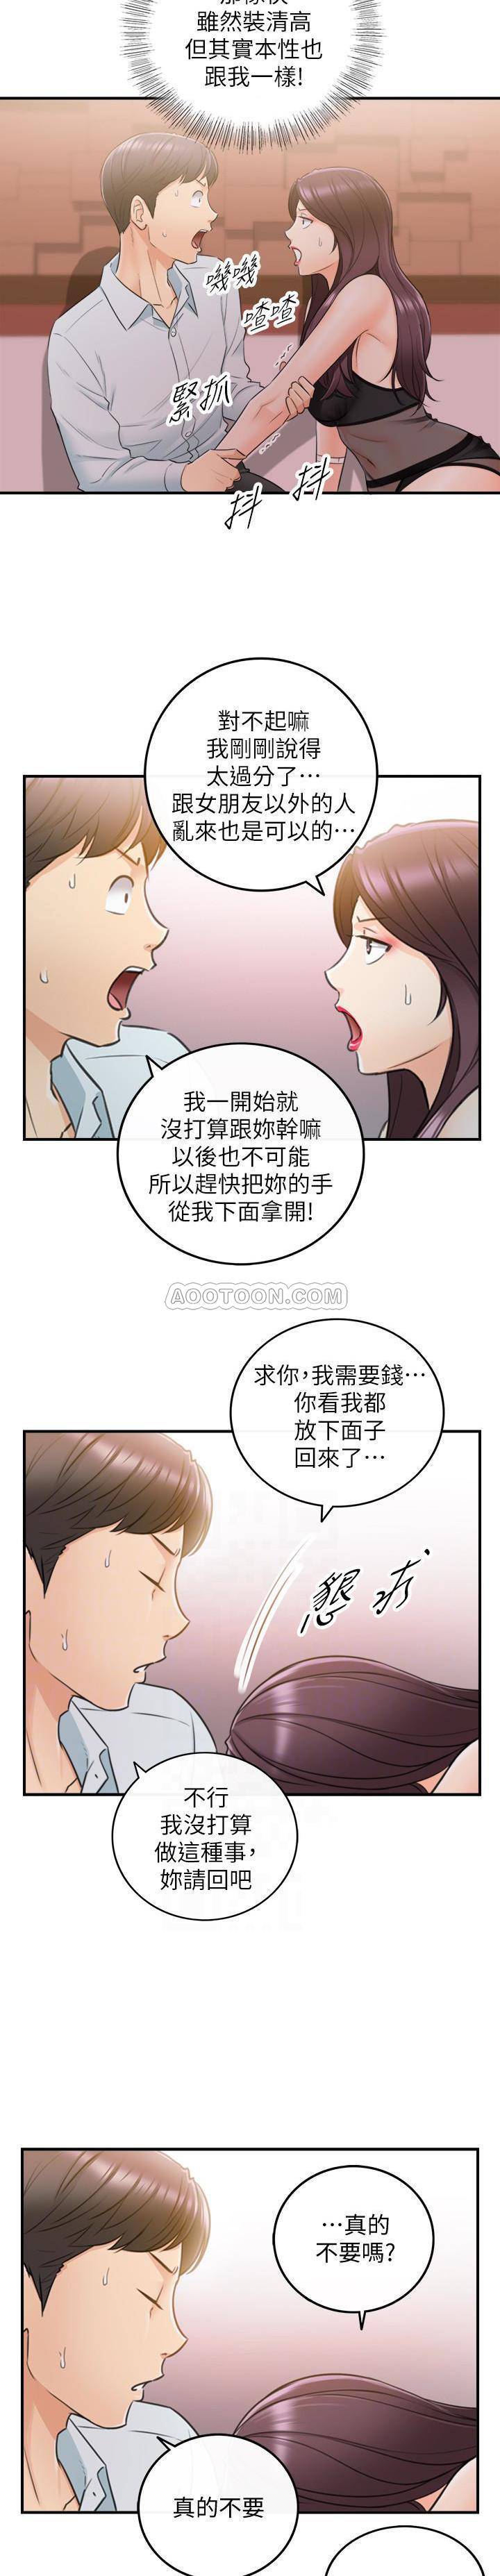 雖然裝清高
但其實本性也
跟我一樣!
嘰嘰
喳喳
緊抓
抖
抖
對不起嘛
我剛剛說得
太過分了…
跟女朋友以外的人
亂來也是可以的…
我一開始就
沒打算跟妳幹嘛
以後也不可能
所以趕快把妳的手
從我下面拿開!
AOOTOON.COM
求你,我需要錢…
你看我都
放下面子
回來了…
懇求
不行
我沒打算
做這種事,
妳請回吧
…真的
不要嗎?
真的不要